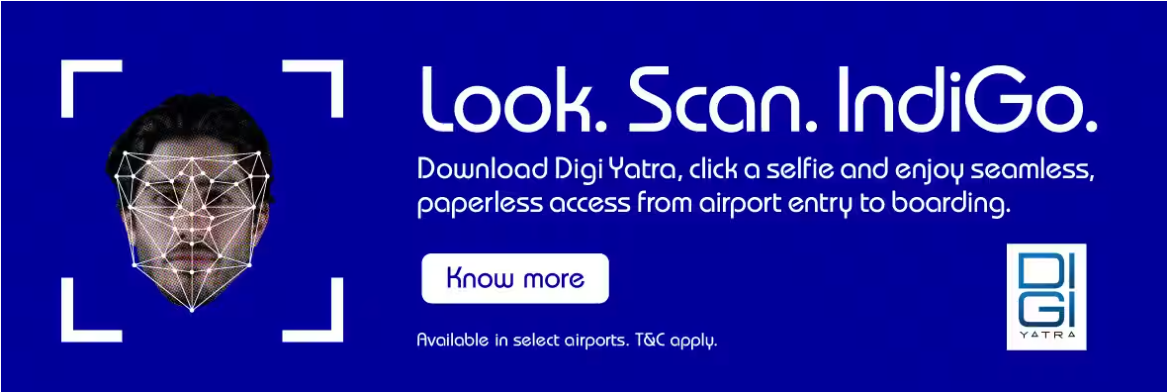 Look. Scan. IndiGo.
Download Digi Yatra, click a selfie and enjoy seamless,
paperless access from airport entry to boarding.
Know more
Available in select airports. T&C apply.
DI
GI
YATRA